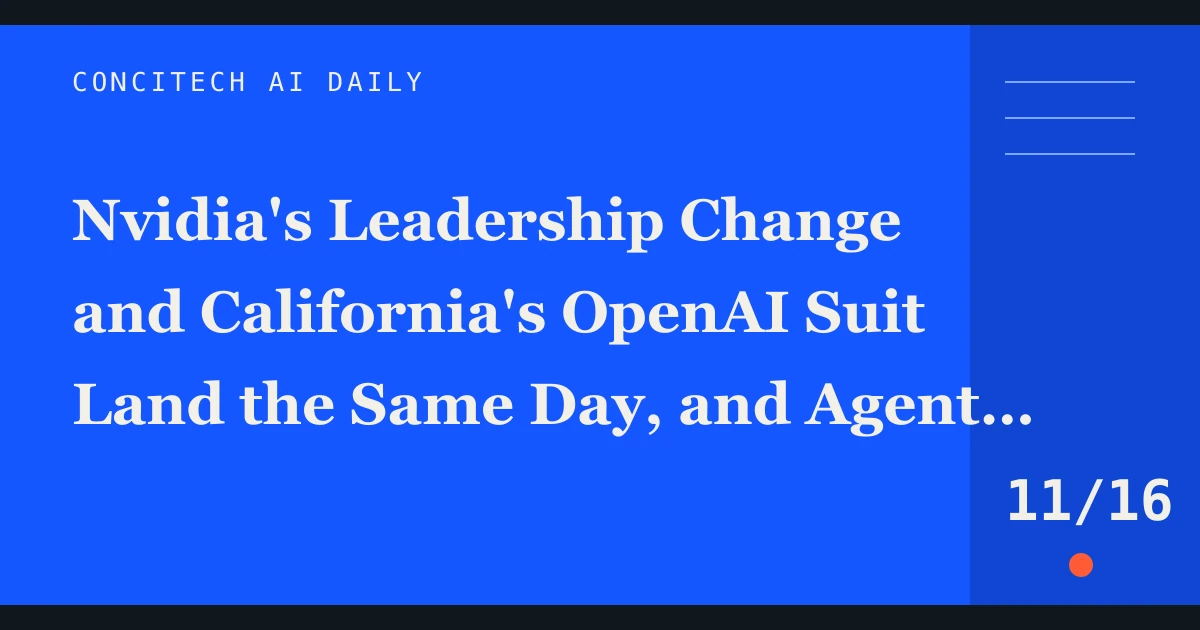 CONCITECH AI DAILY
Nvidia's Leadership Change
and California's OpenAI Suit
Land the Same Day, and Agent...
11/16